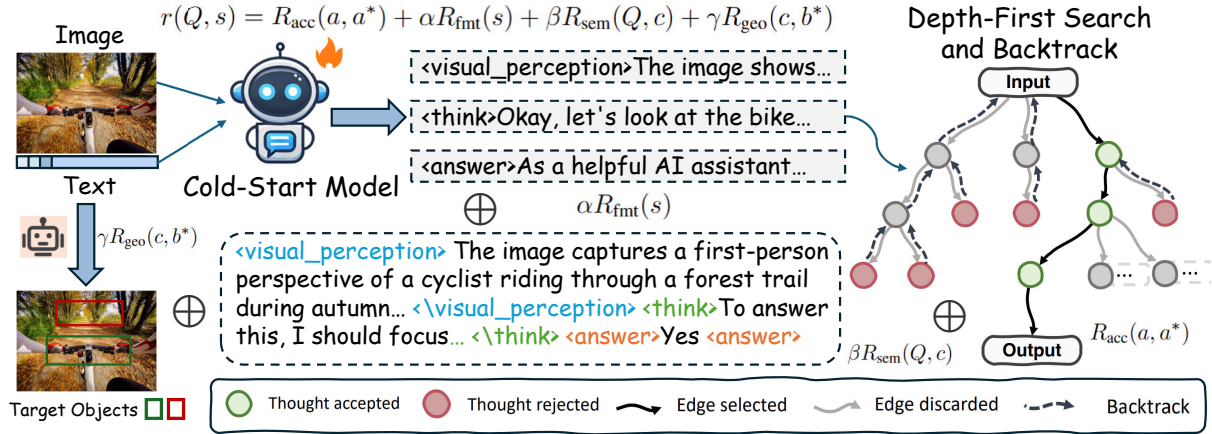 r(Q, s) = R_acc(a, a*) + αR_fmt(s) + βR_sem(Q, c) + γR_geo(c, b*)
Image
Text
Cold-Start Model
<visual_perception>The image shows...
<think>Okay, let's look at the bike...
<answer>As a helpful AI assistant...
αR_fmt(s)
γR_geo(c, b*)
<visual_perception> The image captures a first-person
perspective of a cyclist riding through a forest trail
during autumn... <\visual_perception> <think>To answer
this, I should focus... <\think> <answer>Yes <answer>
Depth-First Search
and Backtrack
Input
...
...
Output
βR_sem(Q, c)
R_acc(a, a*)
Target Objects
Thought accepted
Thought rejected
Edge selected
Edge discarded
Backtrack